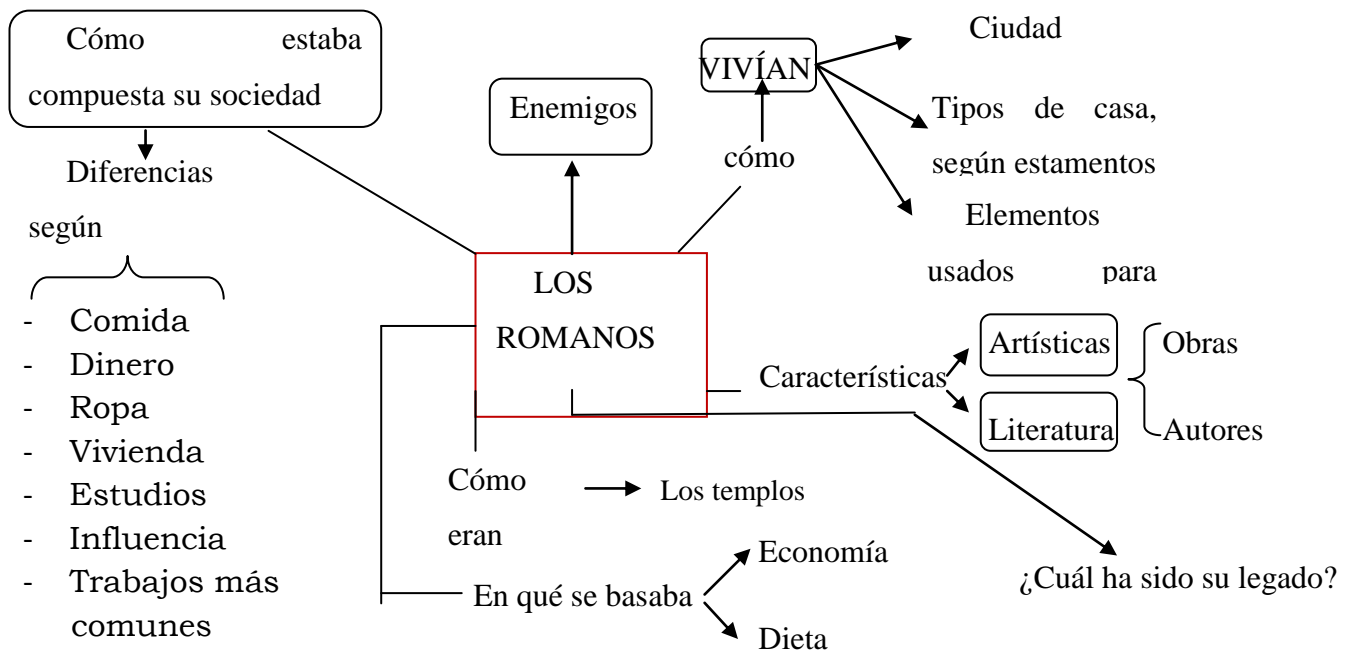 Cómo estaba
compuesta su sociedad
Diferencias
según
- Comida
- Dinero
- Ropa
- Vivienda
- Estudios
- Influencia
- Trabajos más
comunes
Enemigos
VIVÍAN
cómo
Ciudad
Tipos de casa,
según estamentos
Elementos
usados para
LOS
ROMANOS
Características
Artísticas
Literatura
Obras
Autores
Cómo
eran
Los templos
En qué se basaba
Economía
Dieta
¿Cuál ha sido su legado?